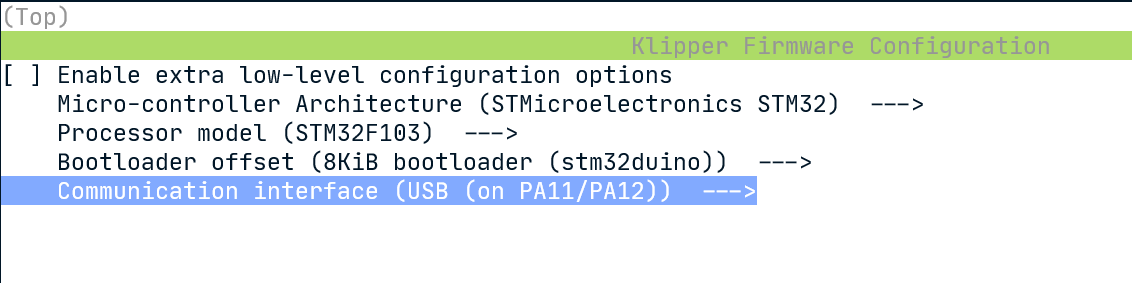 (Top)
Klipper Firmware Configuration
[ ] Enable extra low-level configuration options
Micro-controller Architecture (STMicroelectronics STM32)  --->
Processor model (STM32F103)  --->
Bootloader offset (8KiB bootloader (stm32duino))  --->
Communication interface (USB (on PA11/PA12))  --->